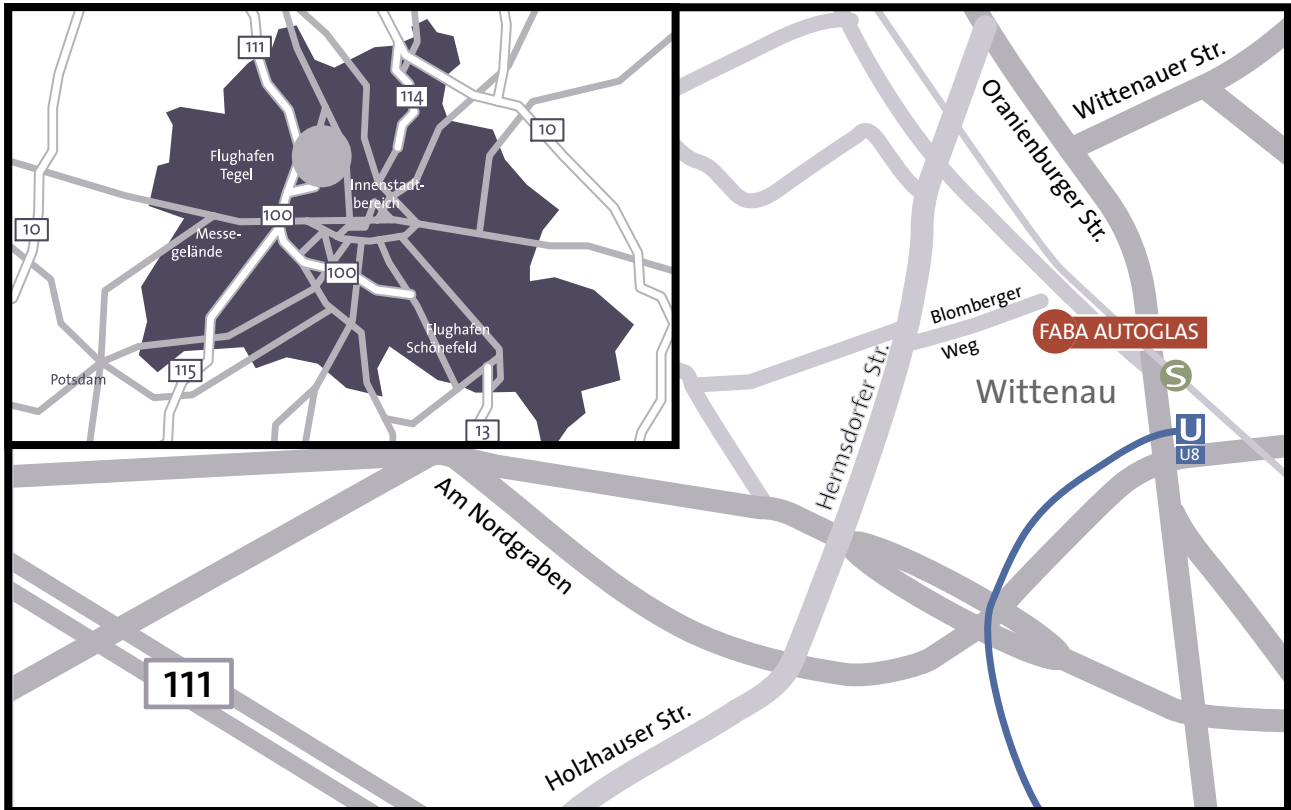 111
114
10
Flughafen
Tegel
Innenstadt-
bereich
100
10
Messe-
gelände
100
Flughafen
Schönefeld
Potsdam
115
13
Wittenauer Str.
Oranienburger Str.
Blomberger
Weg
FABA AUTOGLAS
S
Wittenau
Hermsdorfer Str.
U
U8
Am Nordgraben
111
Holzhauser Str.